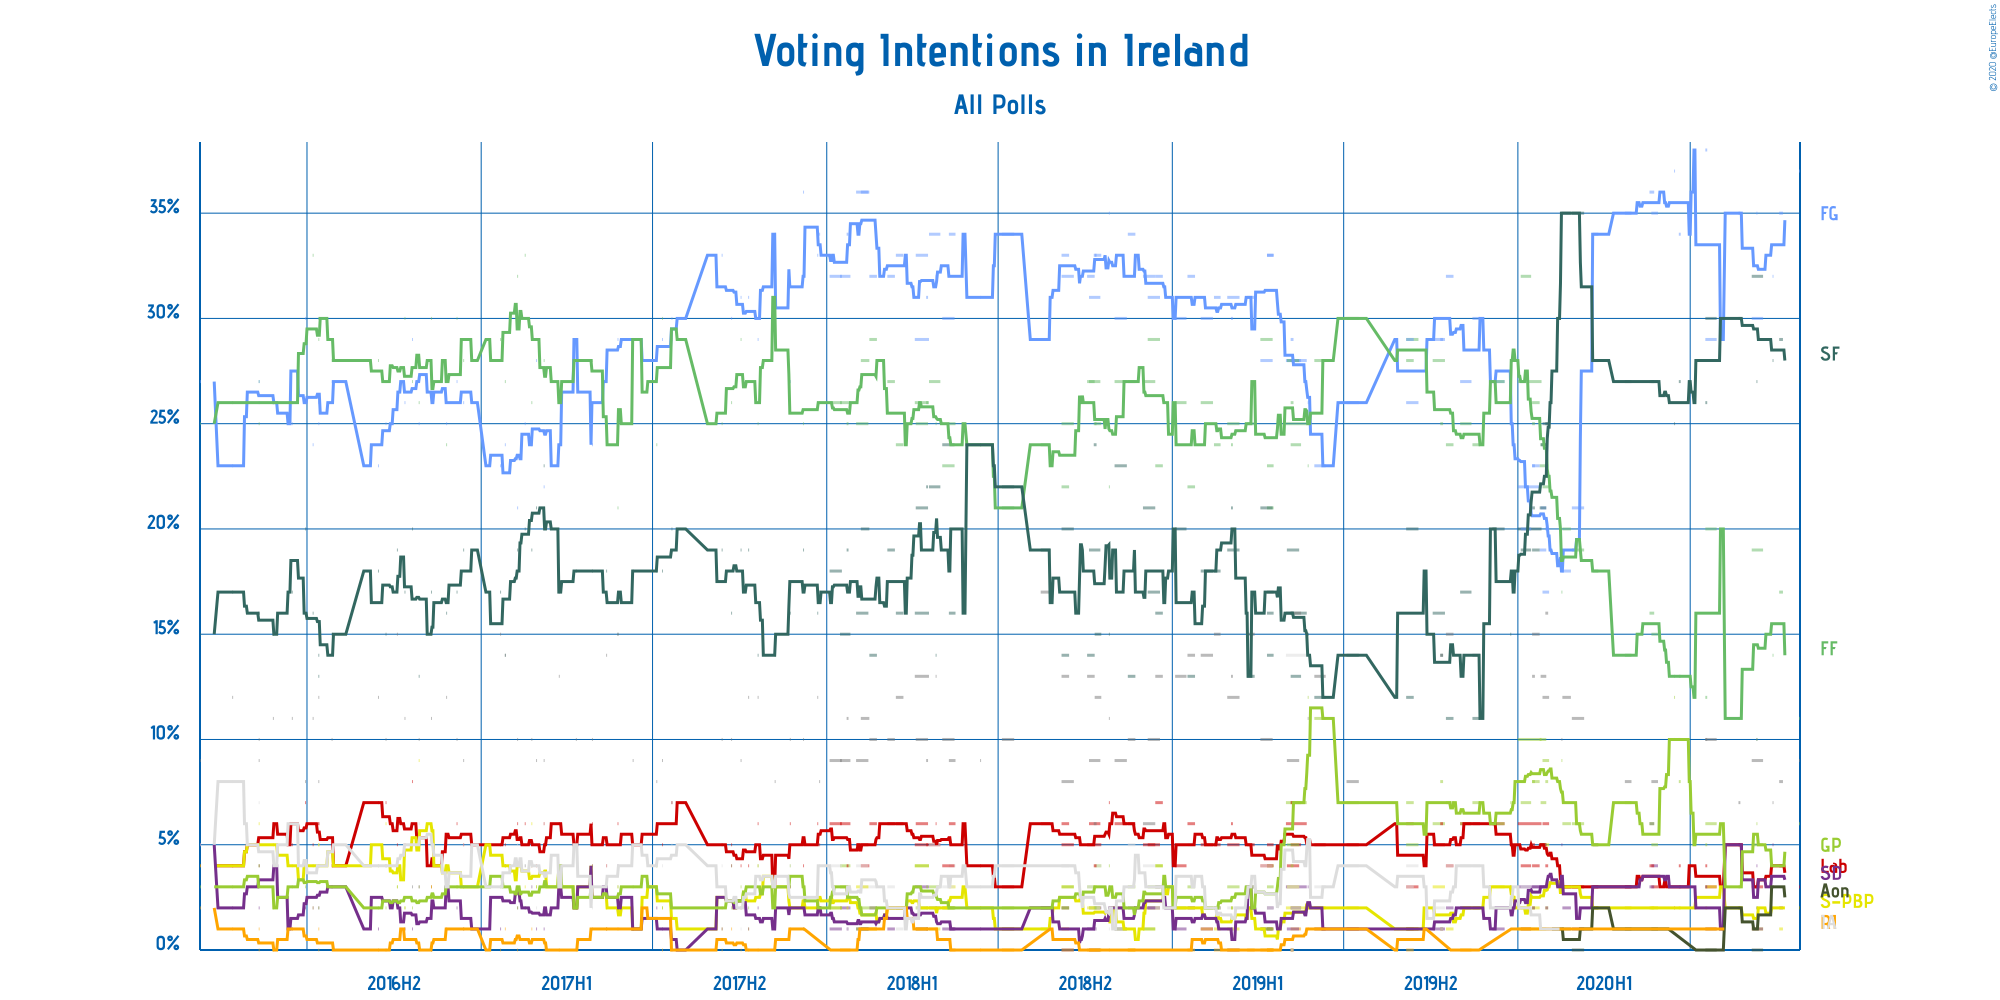 © 2020 @EuropeElects
Voting Intentions in Ireland
All Polls
35%
30%
25%
20%
15%
10%
5%
0%
FG
SF
FF
GP
Lab
SD
Aon
S-PBP
2016H2
2017H1
2017H2
2018H1
2018H2
2019H1
2019H2
2020H1